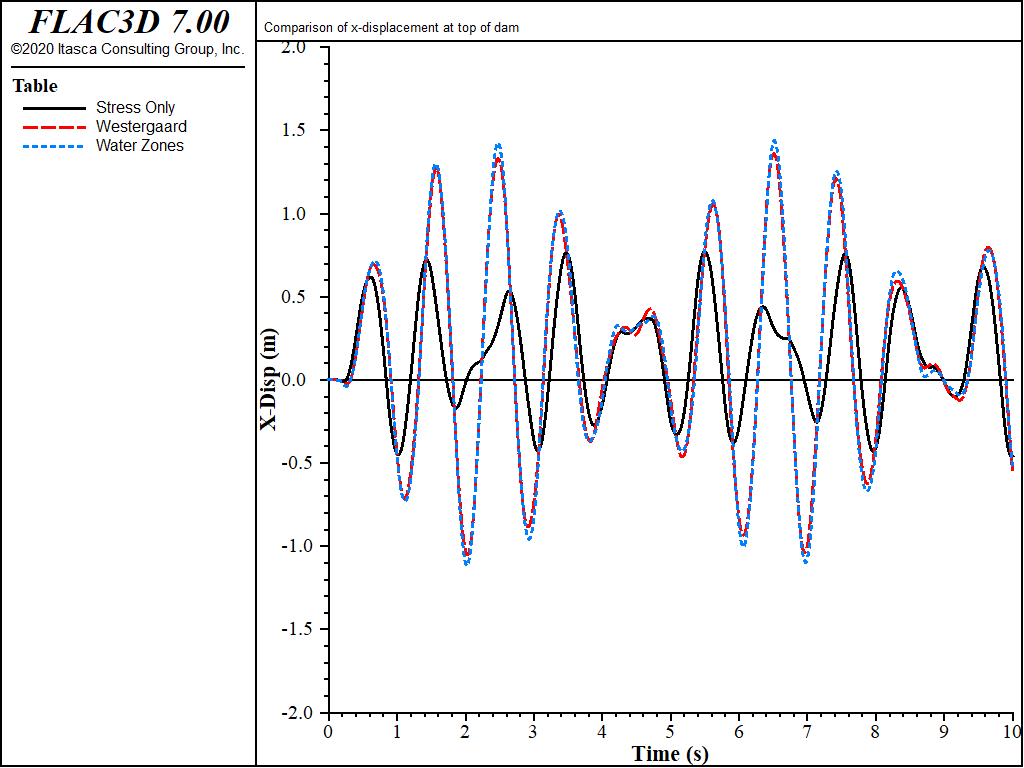 FLAC3D 7.00
©2020 Itasca Consulting Group, Inc.
Table
Stress Only
Westergaard
Water Zones
Comparison of x-displacement at top of dam
2.0
1.5
1.0
0.5
0.0
-0.5
-1.0
-1.5
-2.0
X-Disp (m)
0 1 2 3 4 5 6 7 8 9 10
Time (s)